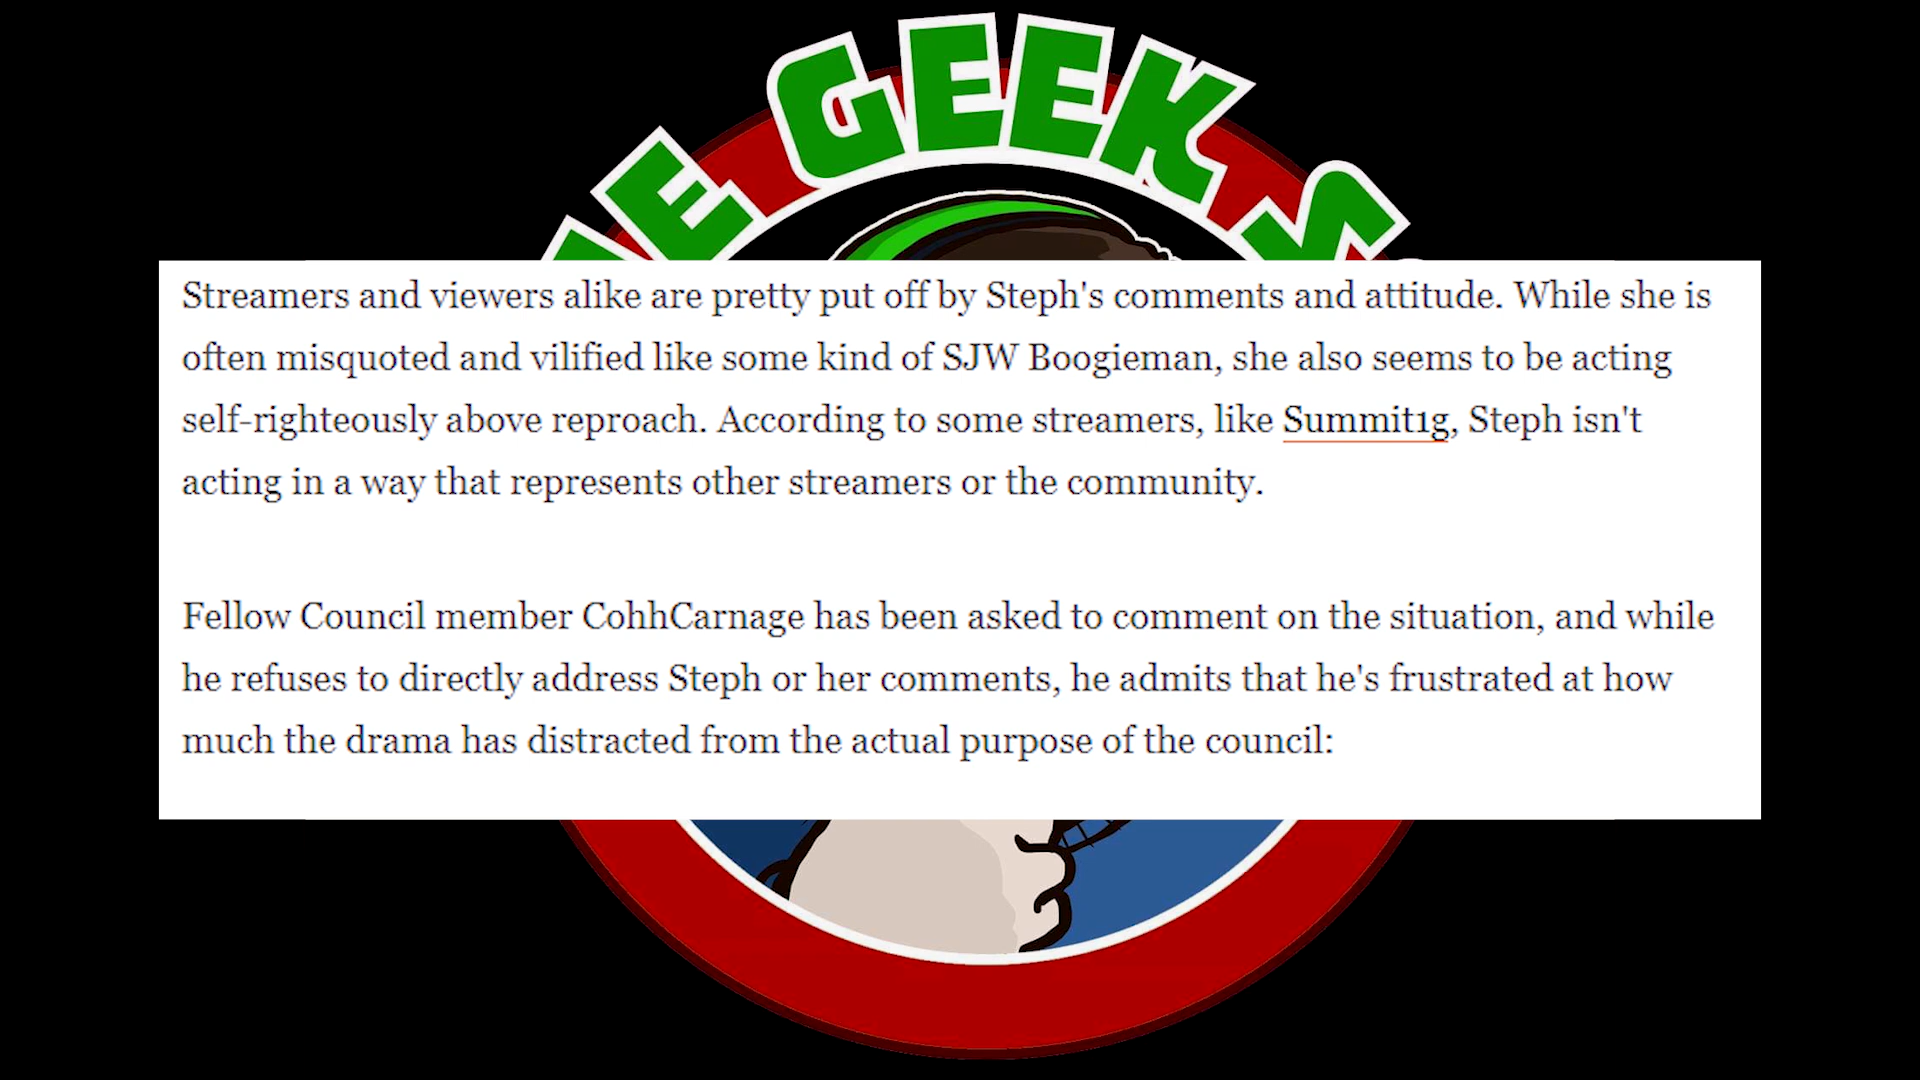 GEEKS
Streamers and viewers alike are pretty put off by Steph's comments and attitude. While she is
often misquoted and vilified like some kind of SJW Boogieman, she also seems to be acting
self-righteously above reproach. According to some streamers, like Summit1g, Steph isn't
acting in a way that represents other streamers or the community.
Fellow Council member CohhCarnage has been asked to comment on the situation, and while
he refuses to directly address Steph or her comments, he admits that he's frustrated at how
much the drama has distracted from the actual purpose of the council: